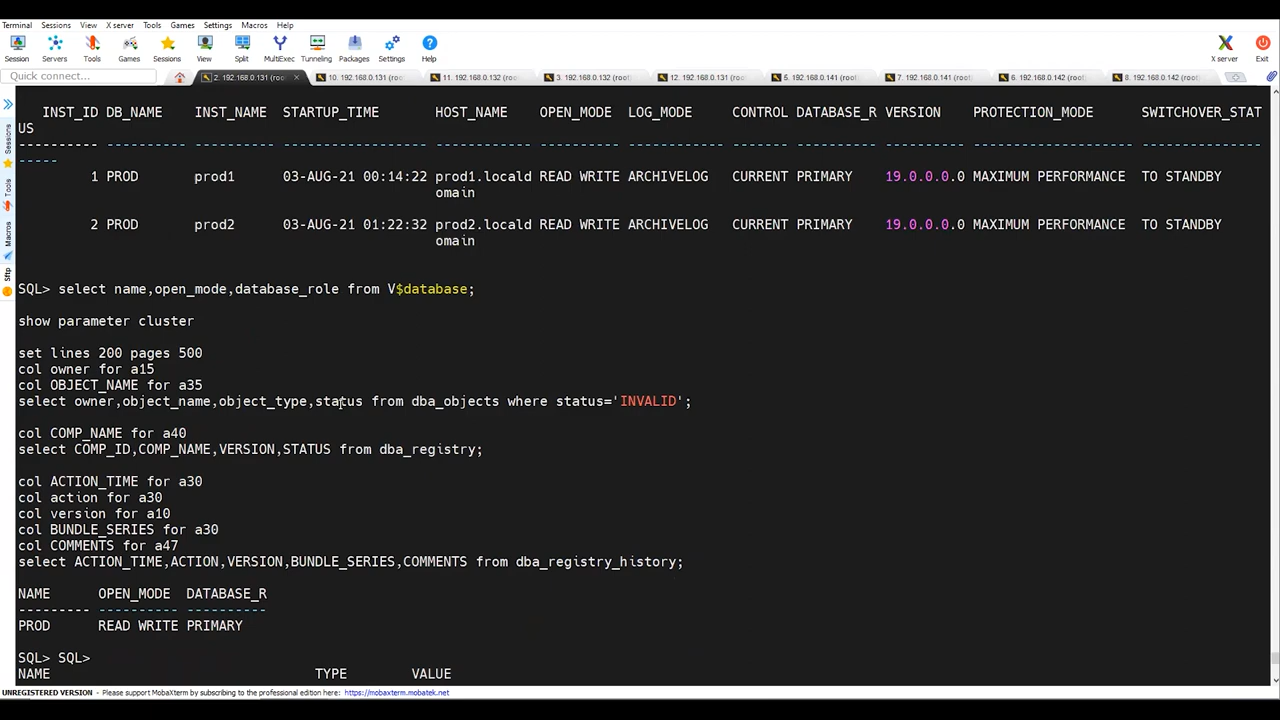 Terminal Sessions View X server Tools Games Settings Macros Help
Session Servers Tools Games Sessions View Split MultiExec Tunneling Packages Settings Help X server Exit
Quick connect... 2. 192.168.0.131 (root 10. 192.168.0.131 (roo 11. 192.168.0.132 (roo 3. 192.168.0.132 (root 12. 192.168.0.131 (roo 5. 192.168.0.141 (root 7. 192.168.0.141 (root 6. 192.168.0.142 (root 8. 192.168.0.142 (root
Sessions
Tools
Macros
Sftp
INST_ID DB_NAME INST_NAME STARTUP_TIME HOST_NAME OPEN_MODE LOG_MODE CONTROL DATABASE_R VERSION PROTECTION_MODE SWITCHOVER_STAT
US
---------- ---------- ---------- ------------------ ------------ ---------- ------------ ------- ---------- ---------- -------------------- ---------------
-----
1 PROD prod1 03-AUG-21 00:14:22 prod1.locald READ WRITE ARCHIVELOG CURRENT PRIMARY 19.0.0.0.0 MAXIMUM PERFORMANCE TO STANDBY
omain
2 PROD prod2 03-AUG-21 01:22:32 prod2.locald READ WRITE ARCHIVELOG CURRENT PRIMARY 19.0.0.0.0 MAXIMUM PERFORMANCE TO STANDBY
omain
SQL> select name,open_mode,database_role from V$database;
show parameter cluster
set lines 200 pages 500
col owner for a15
col OBJECT_NAME for a35
select owner,object_name,object_type,status from dba_objects where status='INVALID';
col COMP_NAME for a40
select COMP_ID,COMP_NAME,VERSION,STATUS from dba_registry;
col ACTION_TIME for a30
col action for a30
col version for a10
col BUNDLE_SERIES for a30
col COMMENTS for a47
select ACTION_TIME,ACTION,VERSION,BUNDLE_SERIES,COMMENTS from dba_registry_history;
NAME OPEN_MODE DATABASE_R
--------- ---------- ----------
PROD READ WRITE PRIMARY
SQL> SQL>
NAME TYPE VALUE
UNREGISTERED VERSION - Please support MobaXterm by subscribing to the professional edition here: https://mobaxterm.mobatek.net